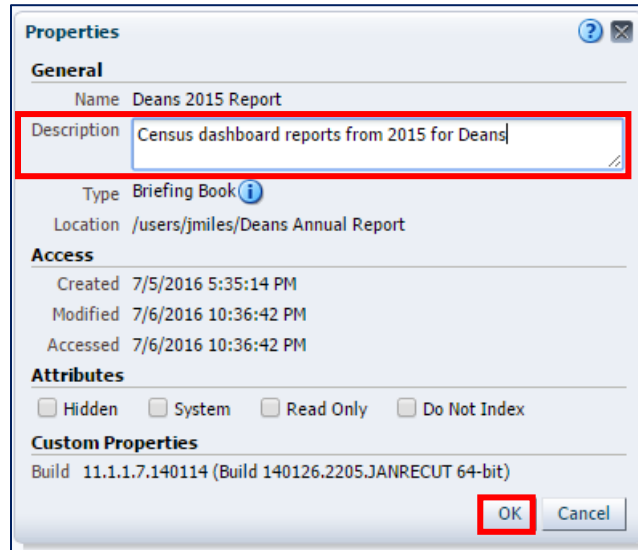 Properties
General
Name Deans 2015 Report
Description Census dashboard reports from 2015 for Deans
Type Briefing Book
Location /users/jmiles/Deans Annual Report
Access
Created 7/5/2016 5:35:14 PM
Modified 7/6/2016 10:36:42 PM
Accessed 7/6/2016 10:36:42 PM
Attributes
Hidden System Read Only Do Not Index
Custom Properties
Build 11.1.1.7.140114 (Build 140126.2205.JANRECUT 64-bit)
OK Cancel